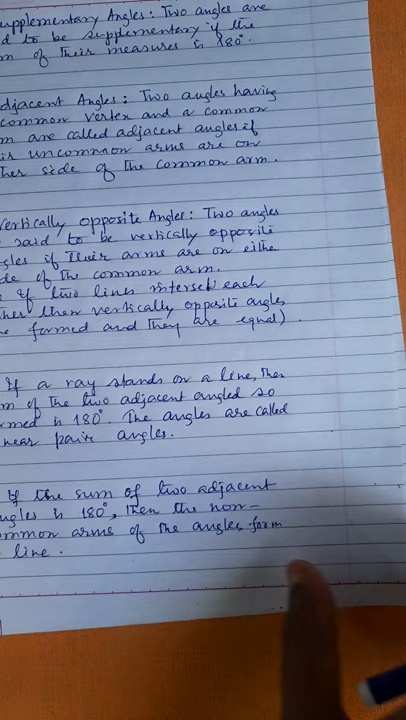 upplementary Angles: Two angles are
d to be supplementary if the
m of their measures is 180°.
djacent Angles: Two angles having
common vertex and a common
m are called adjacent angles if
ir uncommon arms are on
her side of the common arm.
Vertically opposite Angles: Two angles
said to be vertically opposite
gles if their arms are on eithe
de of the common arm.
If two lines intersect each
her then vertically opposite angles
e formed and they are equal).
If a ray stands on a line, then
m of the two adjacent angled so
rmed is 180°. The angles are called
near pair angles.
If the sum of two adjacent
ngles is 180°, then the non-
ommon arms of the angles form
line.